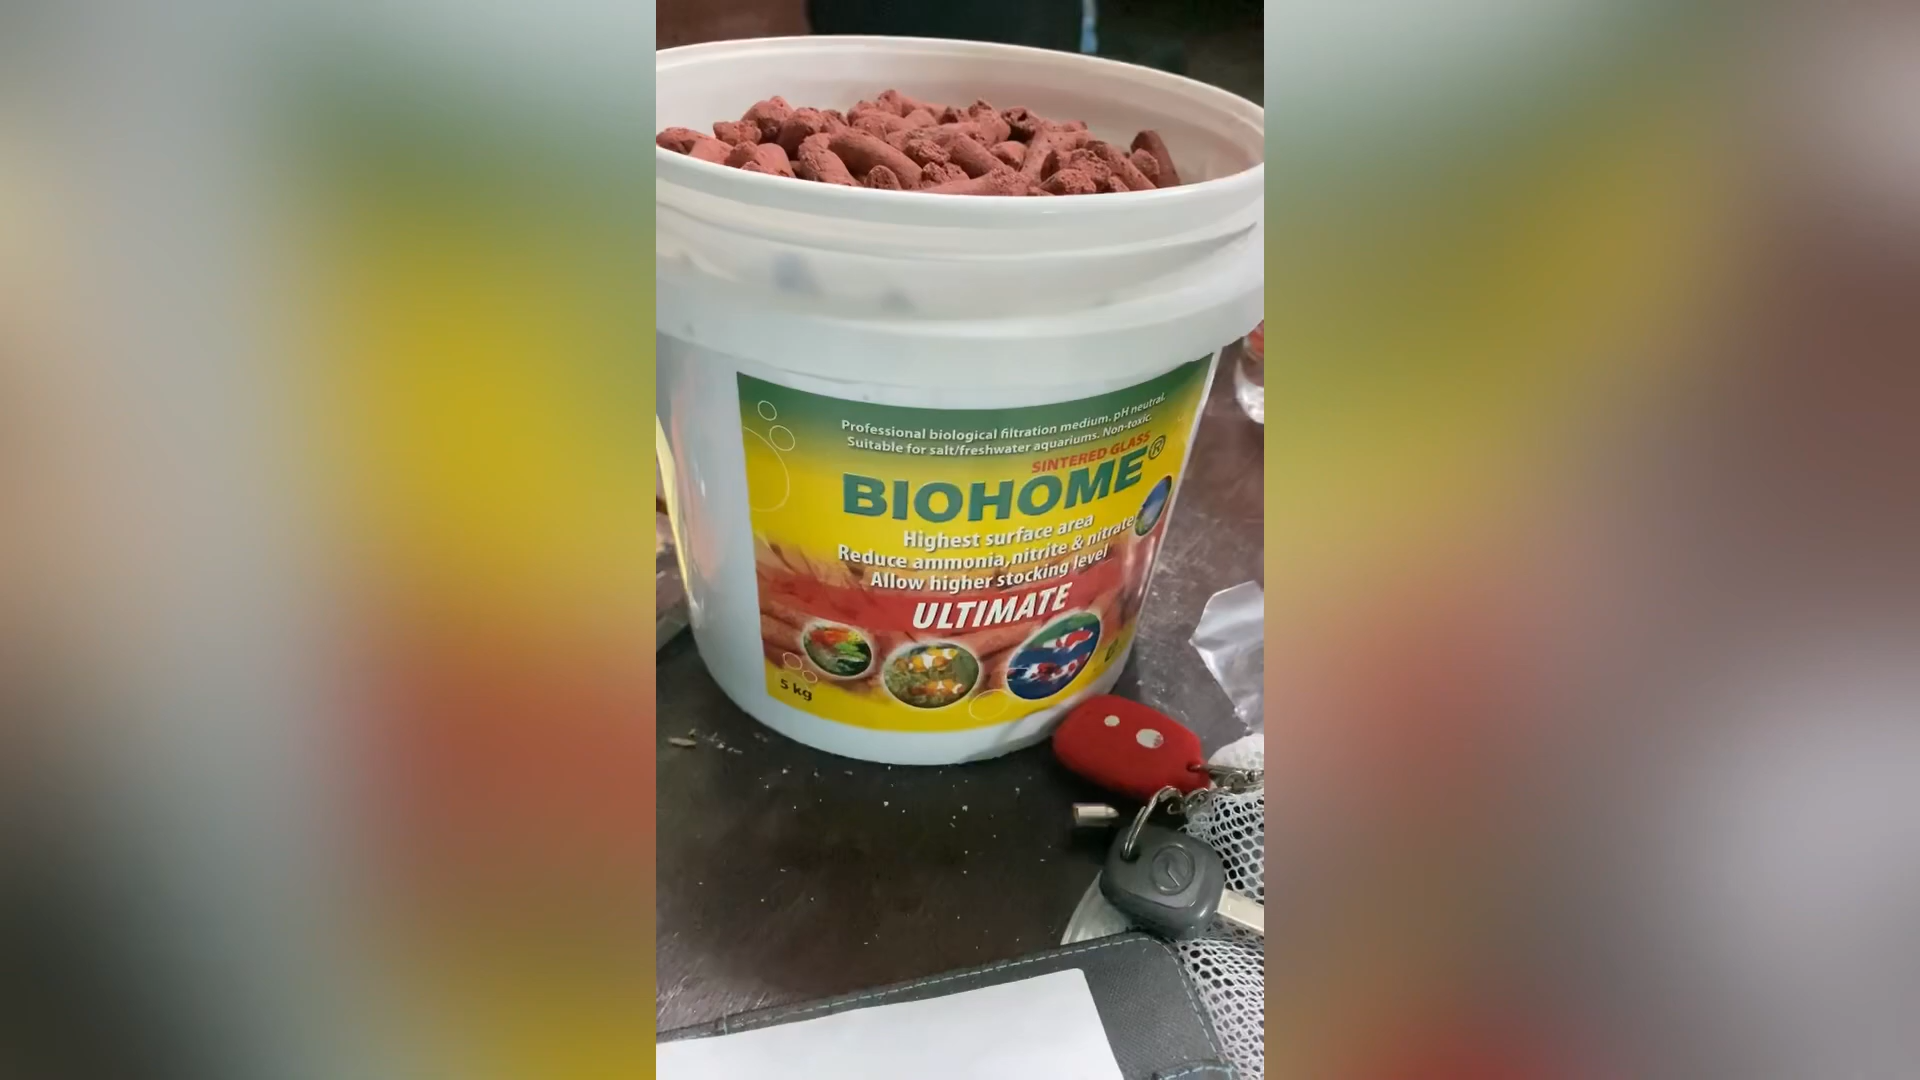 Professional biological filtration medium. pH neutral.
Suitable for salt/freshwater aquariums. Non-toxic.
SINTERED GLASS
BIOHOME®
Highest surface area
Reduce ammonia,nitrite & nitrate
Allow higher stocking level
ULTIMATE
5 kg